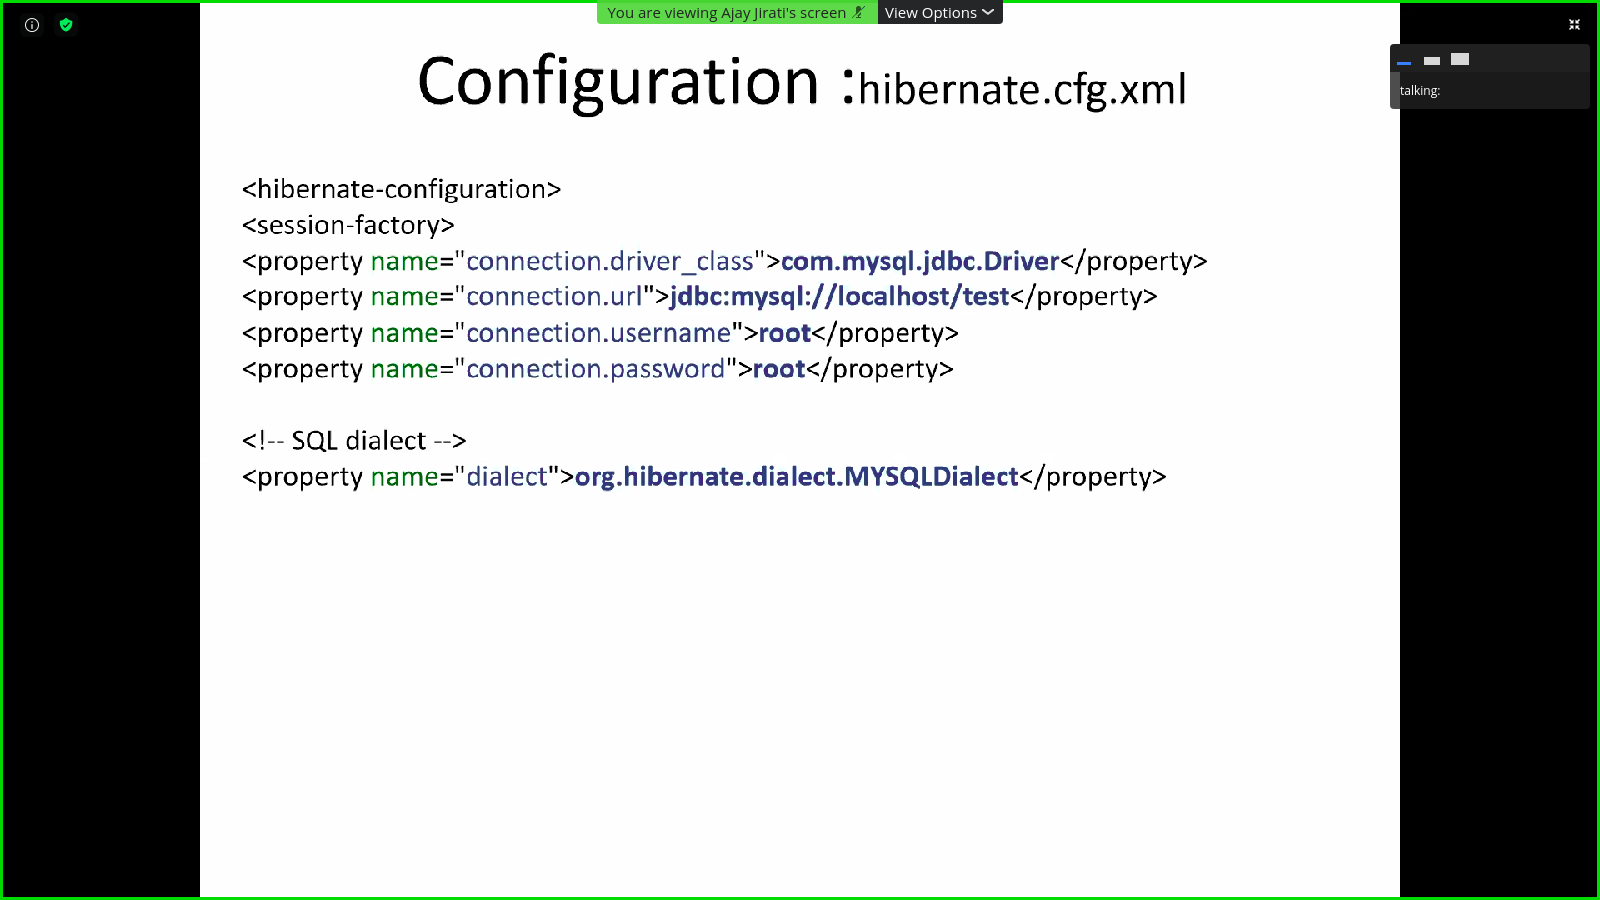 You are viewing Ajay Jirati's screen View Options
Configuration :hibernate.cfg.xml
talking:
<hibernate-configuration>
<session-factory>
<property name="connection.driver_class">com.mysql.jdbc.Driver</property>
<property name="connection.url">jdbc:mysql://localhost/test</property>
<property name="connection.username">root</property>
<property name="connection.password">root</property>
<!-- SQL dialect -->
<property name="dialect">org.hibernate.dialect.MYSQLDialect</property>